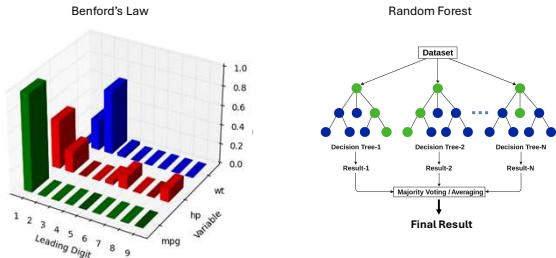 Benford's Law
Random Forest
1.0
0.8
0.6
0.4
0.2
0.0
wt
hp
mpg
Variable
1 2 3 4 5 6 7 8 9
Leading Digit
Dataset
Decision Tree-1
Decision Tree-2
Decision Tree-N
Result-1
Result-2
Result-N
Majority Voting / Averaging
Final Result